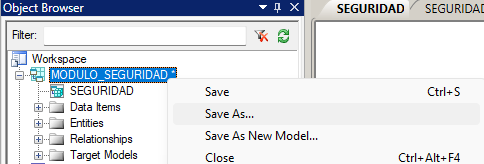 Object Browser
SEGURIDAD SEGURIDAD
Filter:
Workspace
MODULO_SEGURIDAD *
SEGURIDAD
Data Items
Entities
Relationships
Target Models
Save Ctrl+S
Save As...
Save As New Model...
Close Ctrl+Alt+F4